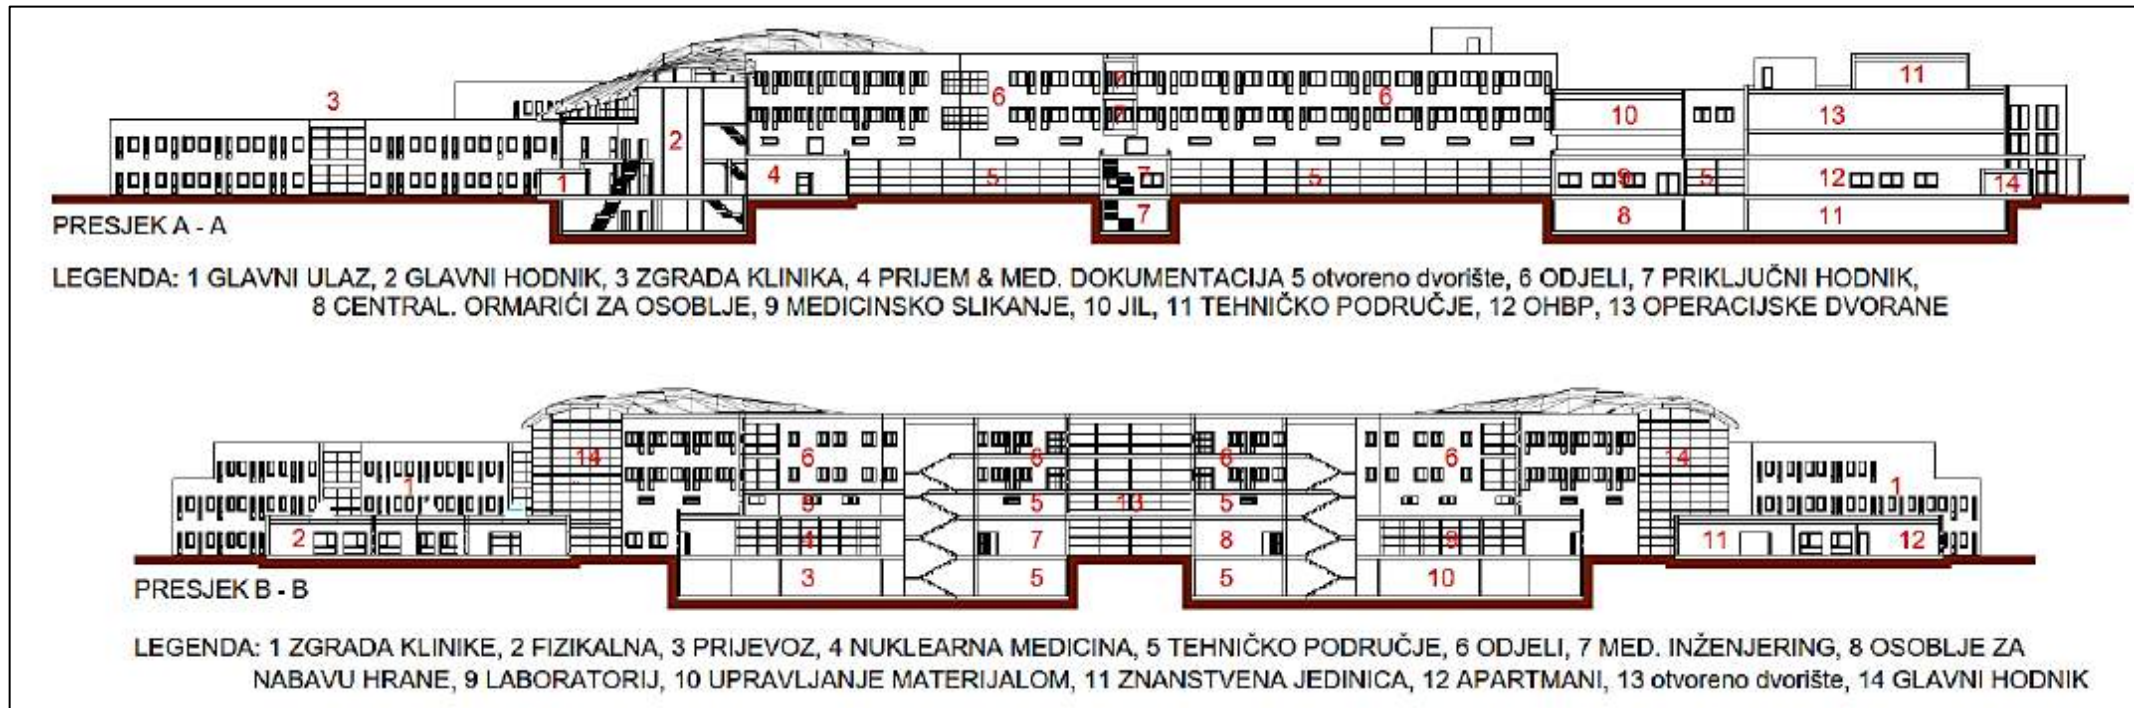 3
11
6
6
10
13
2
1
4
5
7
5
9
5
12
14
7
8
11
PRESJEK A - A
LEGENDA: 1 GLAVNI ULAZ, 2 GLAVNI HODNIK, 3 ZGRADA KLINIKA, 4 PRIJEM & MED. DOKUMENTACIJA 5 otvoreno dvorište, 6 ODJELI, 7 PRIKLJUČNI HODNIK,
8 CENTRAL. ORMARIĆI ZA OSOBLJE, 9 MEDICINSKO SLIKANJE, 10 JIL, 11 TEHNIČKO PODRUČJE, 12 OHBP, 13 OPERACIJSKE DVORANE
14 6 6 6 6 14
1 5 13 5 1
2 4 7 8 9 11 12
3 5 5 10
PRESJEK B - B
LEGENDA: 1 ZGRADA KLINIKE, 2 FIZIKALNA, 3 PRIJEVOZ, 4 NUKLEARNA MEDICINA, 5 TEHNIČKO PODRUČJE, 6 ODJELI, 7 MED. INŽENJERING, 8 OSOBLJE ZA
NABAVU HRANE, 9 LABORATORIJ, 10 UPRAVLJANJE MATERIJALOM, 11 ZNANSTVENA JEDINICA, 12 APARTMANI, 13 otvoreno dvorište, 14 GLAVNI HODNIK